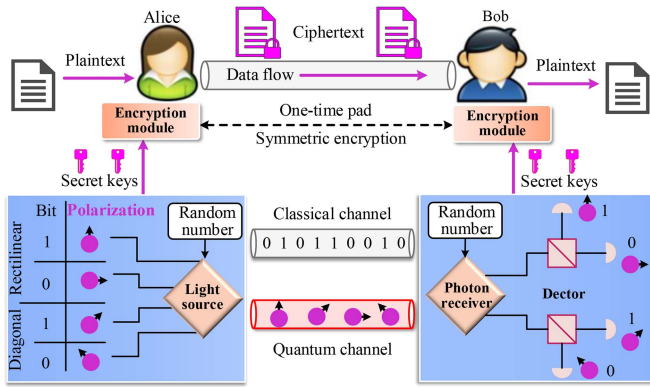 Alice
Bob
Ciphertext
Plaintext
Data flow
Plaintext
Encryption
module
One-time pad
Symmetric encryption
Encryption
module
Secret keys
Secret keys
Bit
Polarization
Random
number
Classical channel
Random
number
Rectilinear
Diagonal
1
0
1
0
Light
source
0 1 0 1 1 0 0 1 0
Quantum channel
Photon
receiver
Dector
1
0
1
0